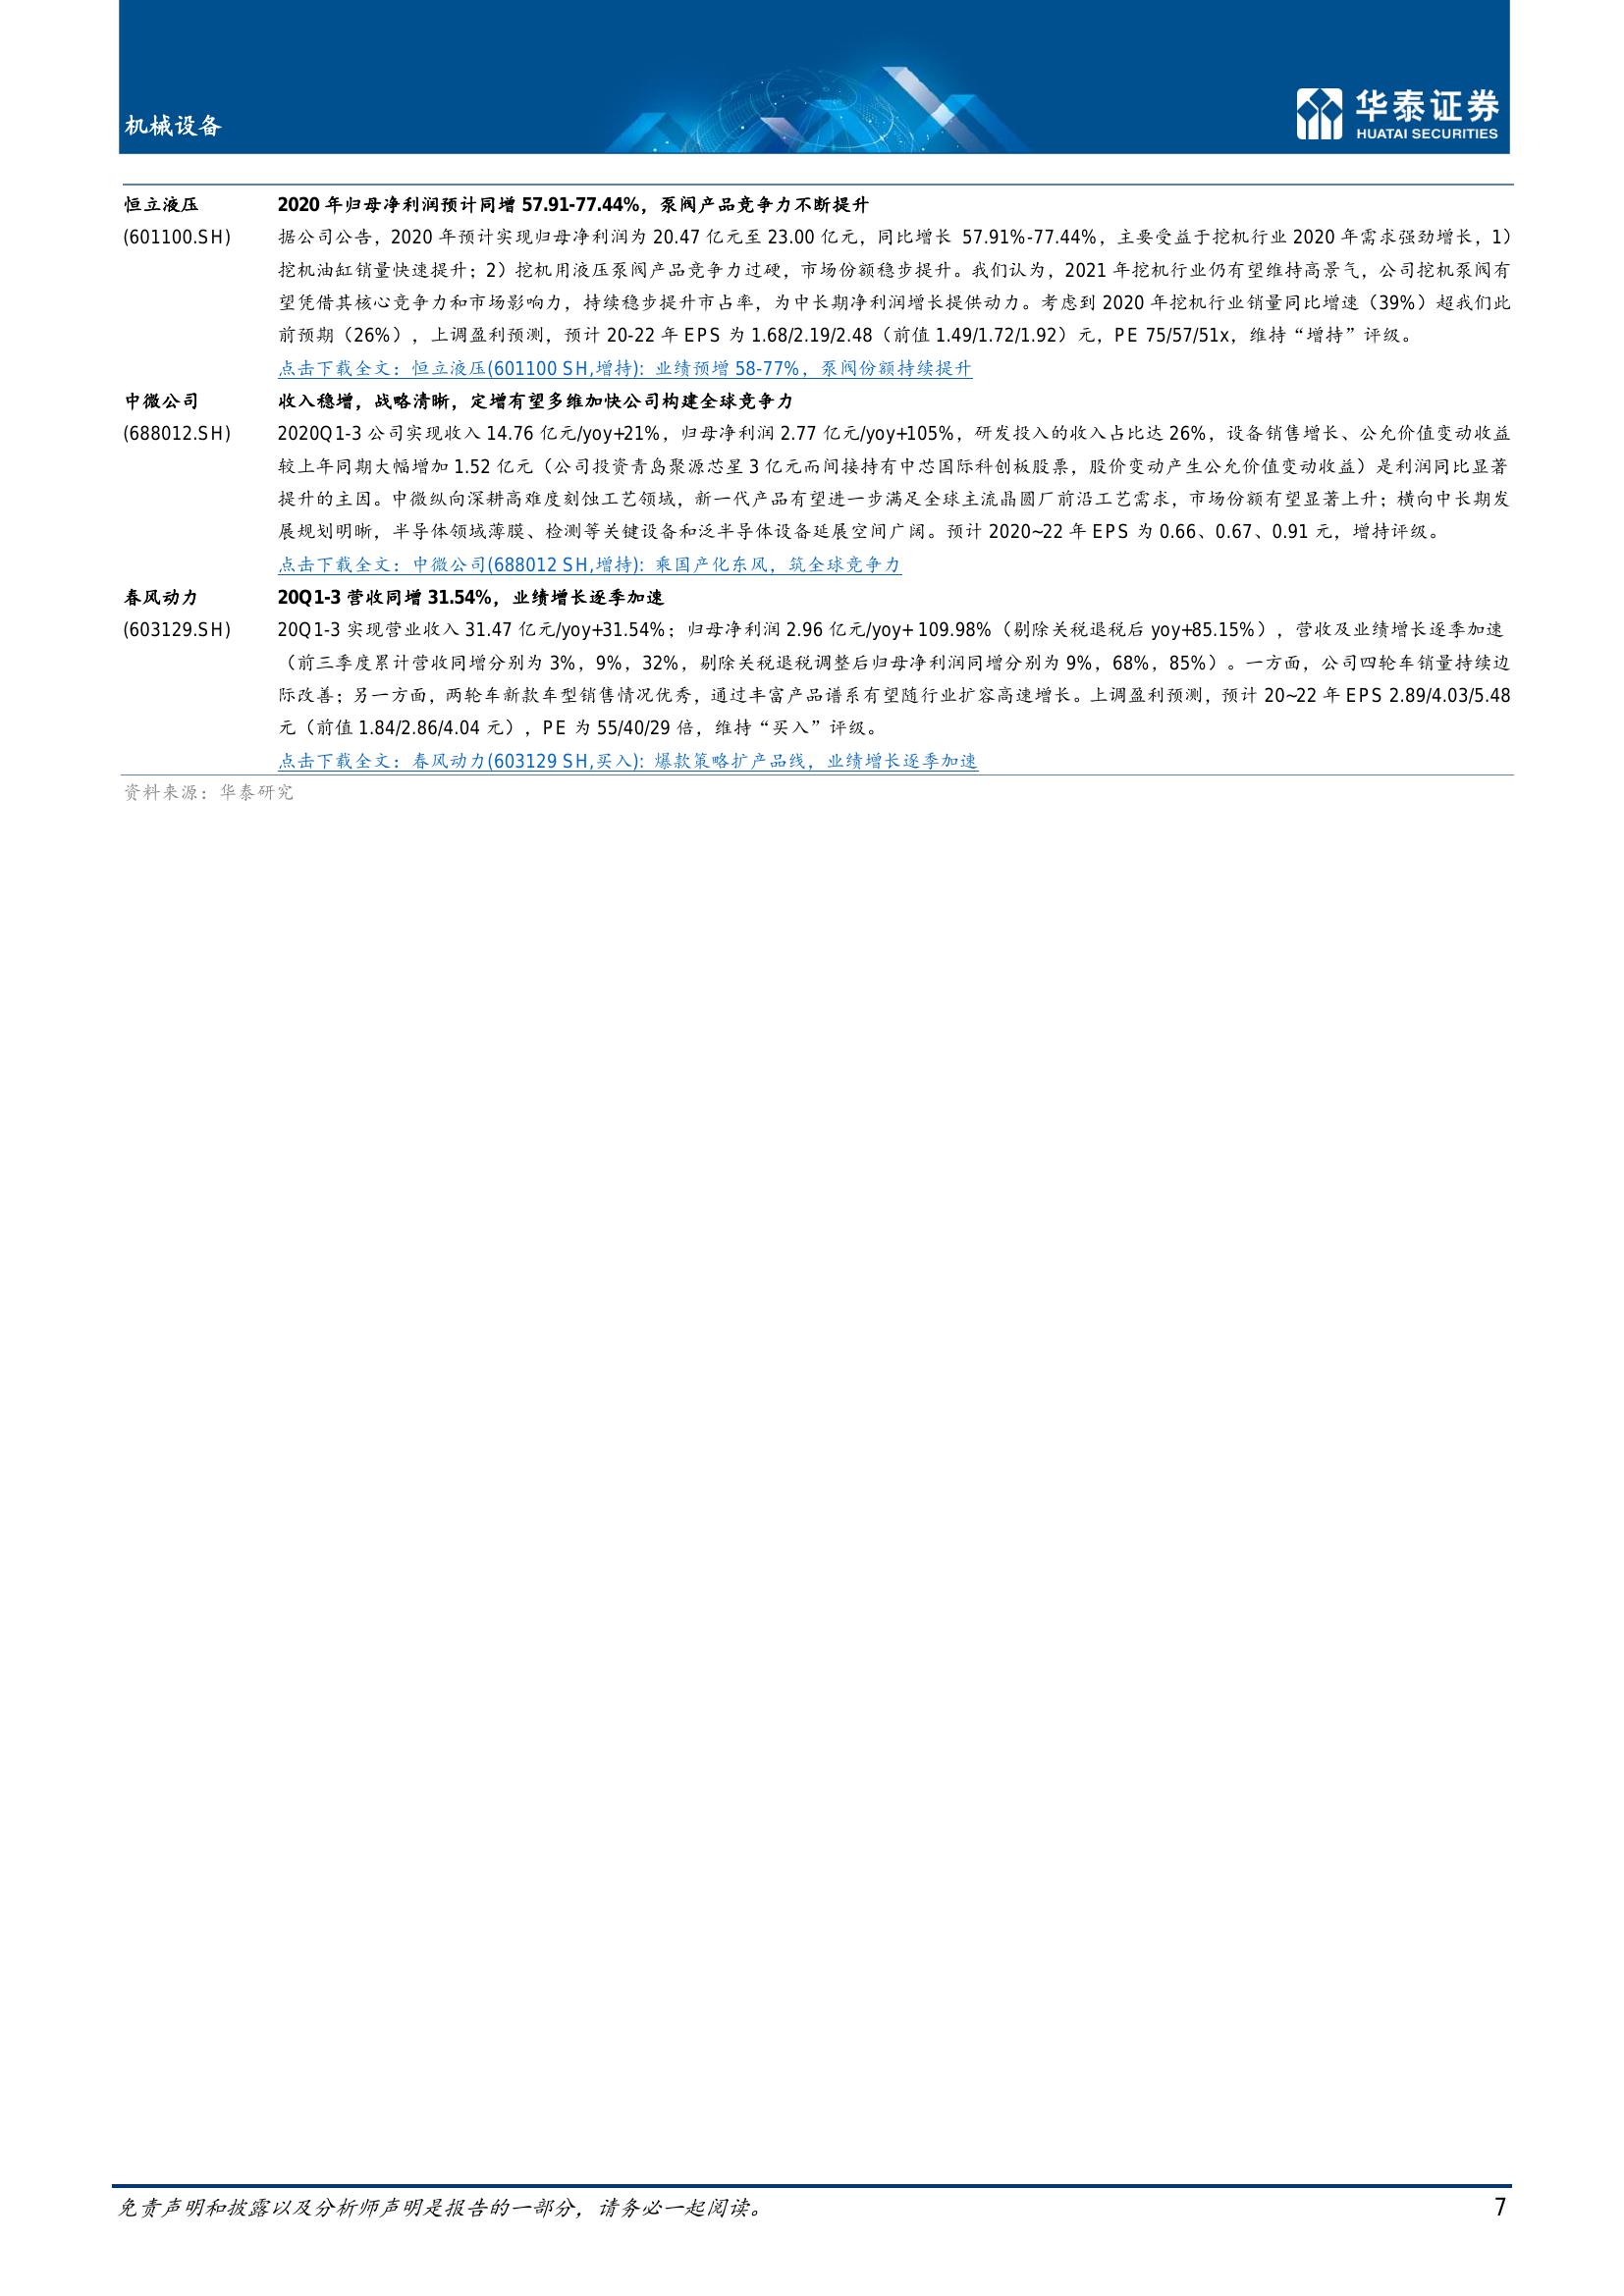 机械设备
华泰证券
HUATAI SECURITIES
恒立液压
2020 年归母净利润预计同增 57.91-77.44%，泵阀产品竞争力不断提升
(601100.SH)
据公司公告，2020 年预计实现归母净利润为 20.47 亿元至 23.00 亿元，同比增长 57.91%-77.44%，主要受益于挖机行业 2020 年需求强劲增长，1）
挖机油缸销量快速提升；2）挖机用液压泵阀产品竞争力过硬，市场份额稳步提升。我们认为，2021 年挖机行业仍有望维持高景气，公司挖机泵阀有
望凭借其核心竞争力和市场影响力，持续稳步提升市占率，为中长期净利润增长提供动力。考虑到 2020 年挖机行业销量同比增速（39%）超我们此
前预期（26%），上调盈利预测，预计 20-22 年 EPS 为 1.68/2.19/2.48（前值 1.49/1.72/1.92）元，PE 75/57/51x，维持“增持”评级。
点击下载全文：恒立液压(601100 SH,增持): 业绩预增 58-77%，泵阀份额持续提升
中微公司
收入稳增，战略清晰，定增有望多维加快公司构建全球竞争力
(688012.SH)
2020Q1-3 公司实现收入 14.76 亿元/yoy+21%，归母净利润 2.77 亿元/yoy+105%，研发投入的收入占比达 26%，设备销售增长、公允价值变动收益
较上年同期大幅增加 1.52 亿元（公司投资青岛聚源芯星 3 亿元而间接持有中芯国际科创板股票，股价变动产生公允价值变动收益）是利润同比显著
提升的主因。中微纵向深耕高难度刻蚀工艺领域，新一代产品有望进一步满足全球主流晶圆厂前沿工艺需求，市场份额有望显著上升；横向中长期发
展规划明晰，半导体领域薄膜、检测等关键设备和泛半导体设备延展空间广阔。预计 2020~22 年 EPS 为 0.66、0.67、0.91 元，增持评级。
点击下载全文：中微公司(688012 SH,增持): 乘国产化东风，筑全球竞争力
春风动力
20Q1-3 营收同增 31.54%，业绩增长逐季加速
(603129.SH)
20Q1-3 实现营业收入 31.47 亿元/yoy+31.54%；归母净利润 2.96 亿元/yoy+ 109.98%（剔除关税退税后 yoy+85.15%），营收及业绩增长逐季加速
（前三季度累计营收同增分别为 3%，9%，32%，剔除关税退税调整后归母净利润同增分别为 9%，68%，85%）。一方面，公司四轮车销量持续边
际改善；另一方面，两轮车新款车型销售情况优秀，通过丰富产品谱系有望随行业扩容高速增长。上调盈利预测，预计 20~22 年 EPS 2.89/4.03/5.48
元（前值 1.84/2.86/4.04 元），PE 为 55/40/29 倍，维持“买入”评级。
点击下载全文：春风动力(603129 SH,买入): 爆款策略扩产品线，业绩增长逐季加速
资料来源：华泰研究
免责声明和披露以及分析师声明是报告的一部分，请务必一起阅读。
7